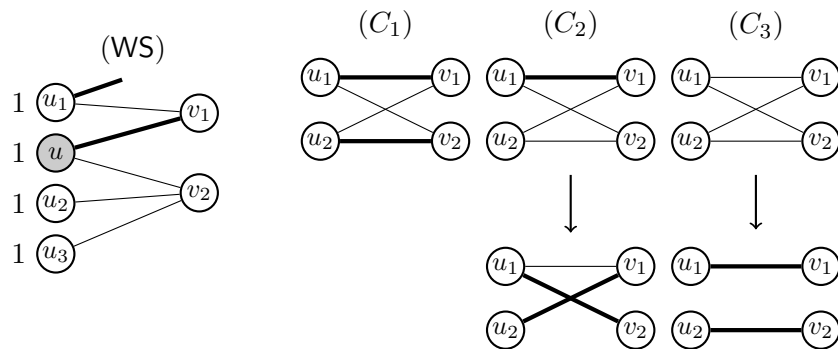 (WS)
1 u₁
v₁
1 u
v₂
1 u₂
1 u₃
(C₁) (C₂) (C₃)
u₁ v₁ u₁ v₁ u₁ v₁
u₂ v₂ u₂ v₂ u₂ v₂
u₁ v₁ u₁ v₁
u₂ v₂ u₂ v₂